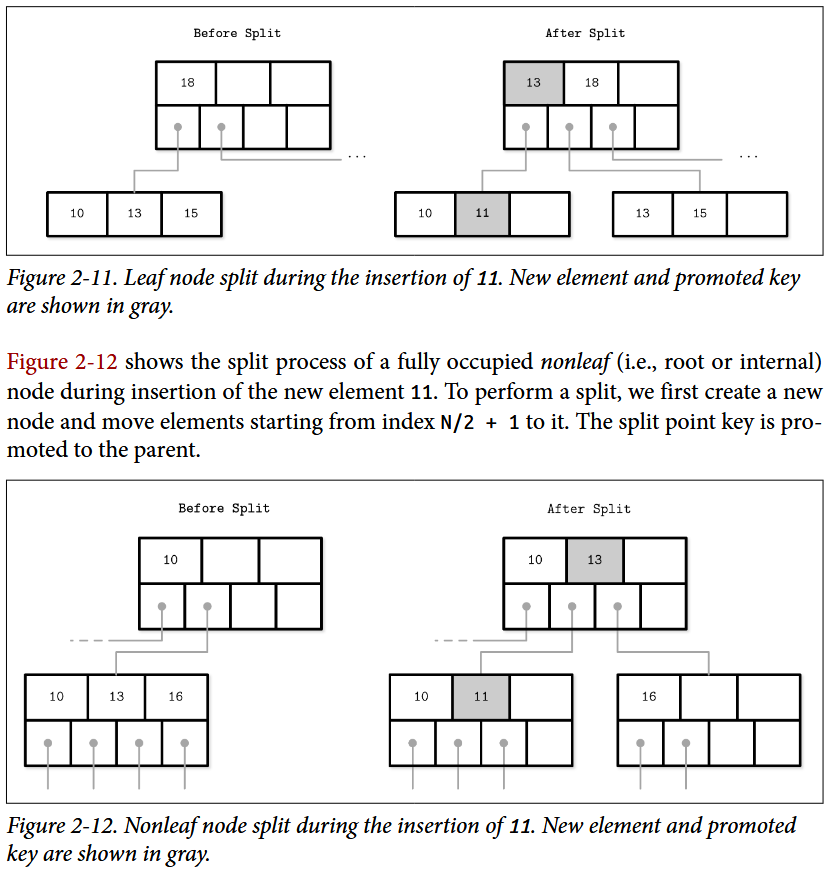 Before Split
After Split
18
13 18
...
...
10 13 15
10 11
13 15
Figure 2-11. Leaf node split during the insertion of 11. New element and promoted key
are shown in gray.
Figure 2-12 shows the split process of a fully occupied nonleaf (i.e., root or internal)
node during insertion of the new element 11. To perform a split, we first create a new
node and move elements starting from index N/2 + 1 to it. The split point key is pro-
moted to the parent.
Before Split
After Split
10
10 13
10 13 16
10 11
16
Figure 2-12. Nonleaf node split during the insertion of 11. New element and promoted
key are shown in gray.